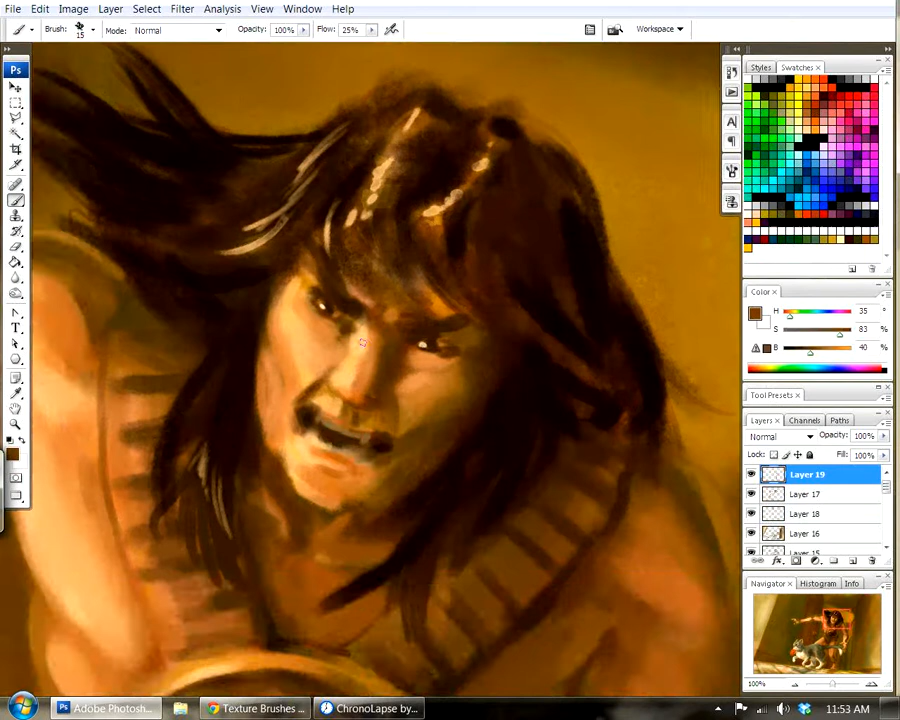 File Edit Image Layer Select Filter Analysis View Window Help
Brush: 15 Mode: Normal Opacity: 100% Flow: 25% Workspace
Ps
Styles Swatches
Color
H 35 °
S 83 %
B 40 %
Tool Presets
Layers Channels Paths
Normal Opacity: 100%
Lock: Fill: 100%
Layer 19
Layer 17
Layer 18
Layer 16
Layer 15
Navigator Histogram Info
100%
Ps Adobe Photosh... Texture Brushes ... ChronoLapse by... 11:53 AM